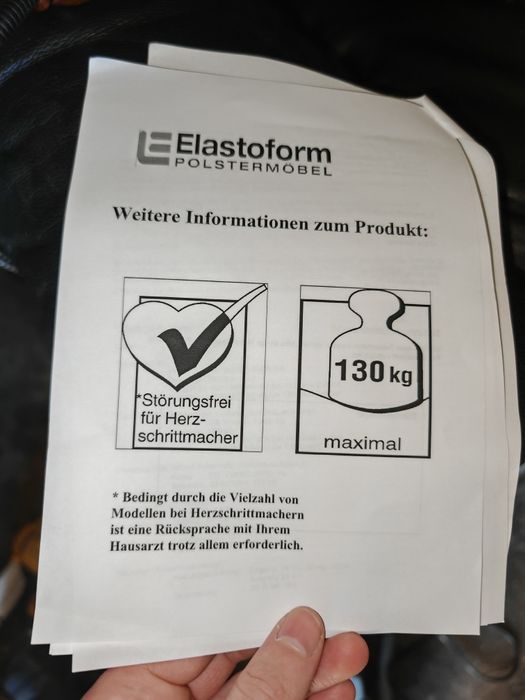 Elastoform
POLSTERMÖBEL
Weitere Informationen zum Produkt:
*Störungsfrei
für Herz-
schrittmacher
130 kg
maximal
* Bedingt durch die Vielzahl von
Modellen bei Herzschrittmachern
ist eine Rücksprache mit Ihrem
Hausarzt trotz allem erforderlich.